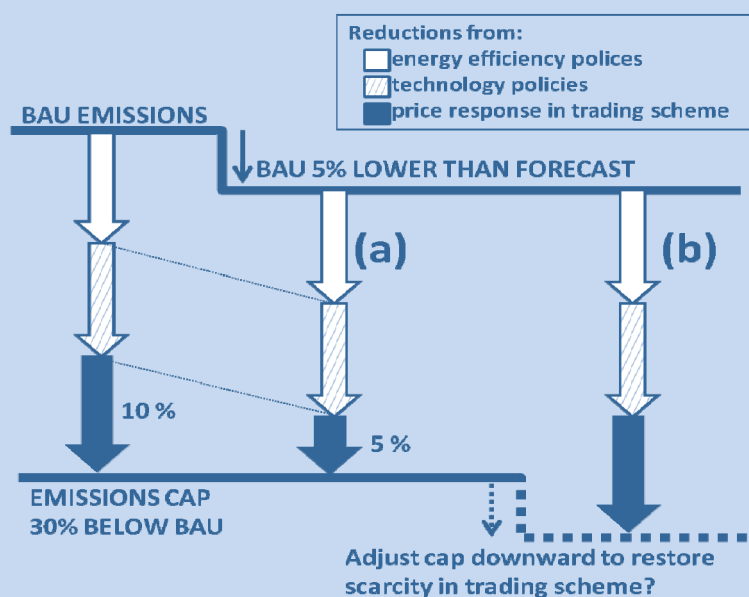 Reductions from:
energy efficiency polices
technology policies
price response in trading scheme
BAU EMISSIONS
BAU 5% LOWER THAN FORECAST
(a)
(b)
10 %
5 %
EMISSIONS CAP
30% BELOW BAU
Adjust cap downward to restore
scarcity in trading scheme?